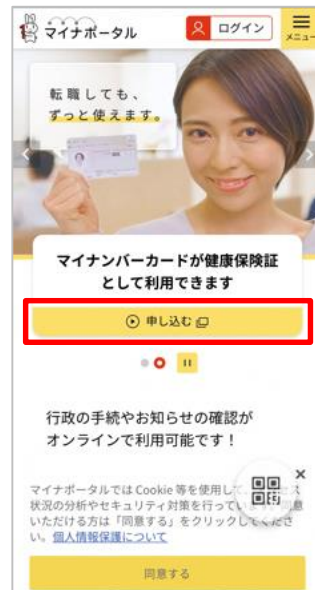 マイナポータル
ログイン
メニュー
転職しても、
ずっと使えます。
マイナンバーカードが健康保険証
として利用できます
申し込む
行政の手続やお知らせの確認が
オンラインで利用可能です！
マイナポータルでは Cookie 等を使用して、
状況の分析やセキュリティ対策を行ってい
いただける方は「同意する」をクリックしてくださ
い。個人情報保護について
同意する